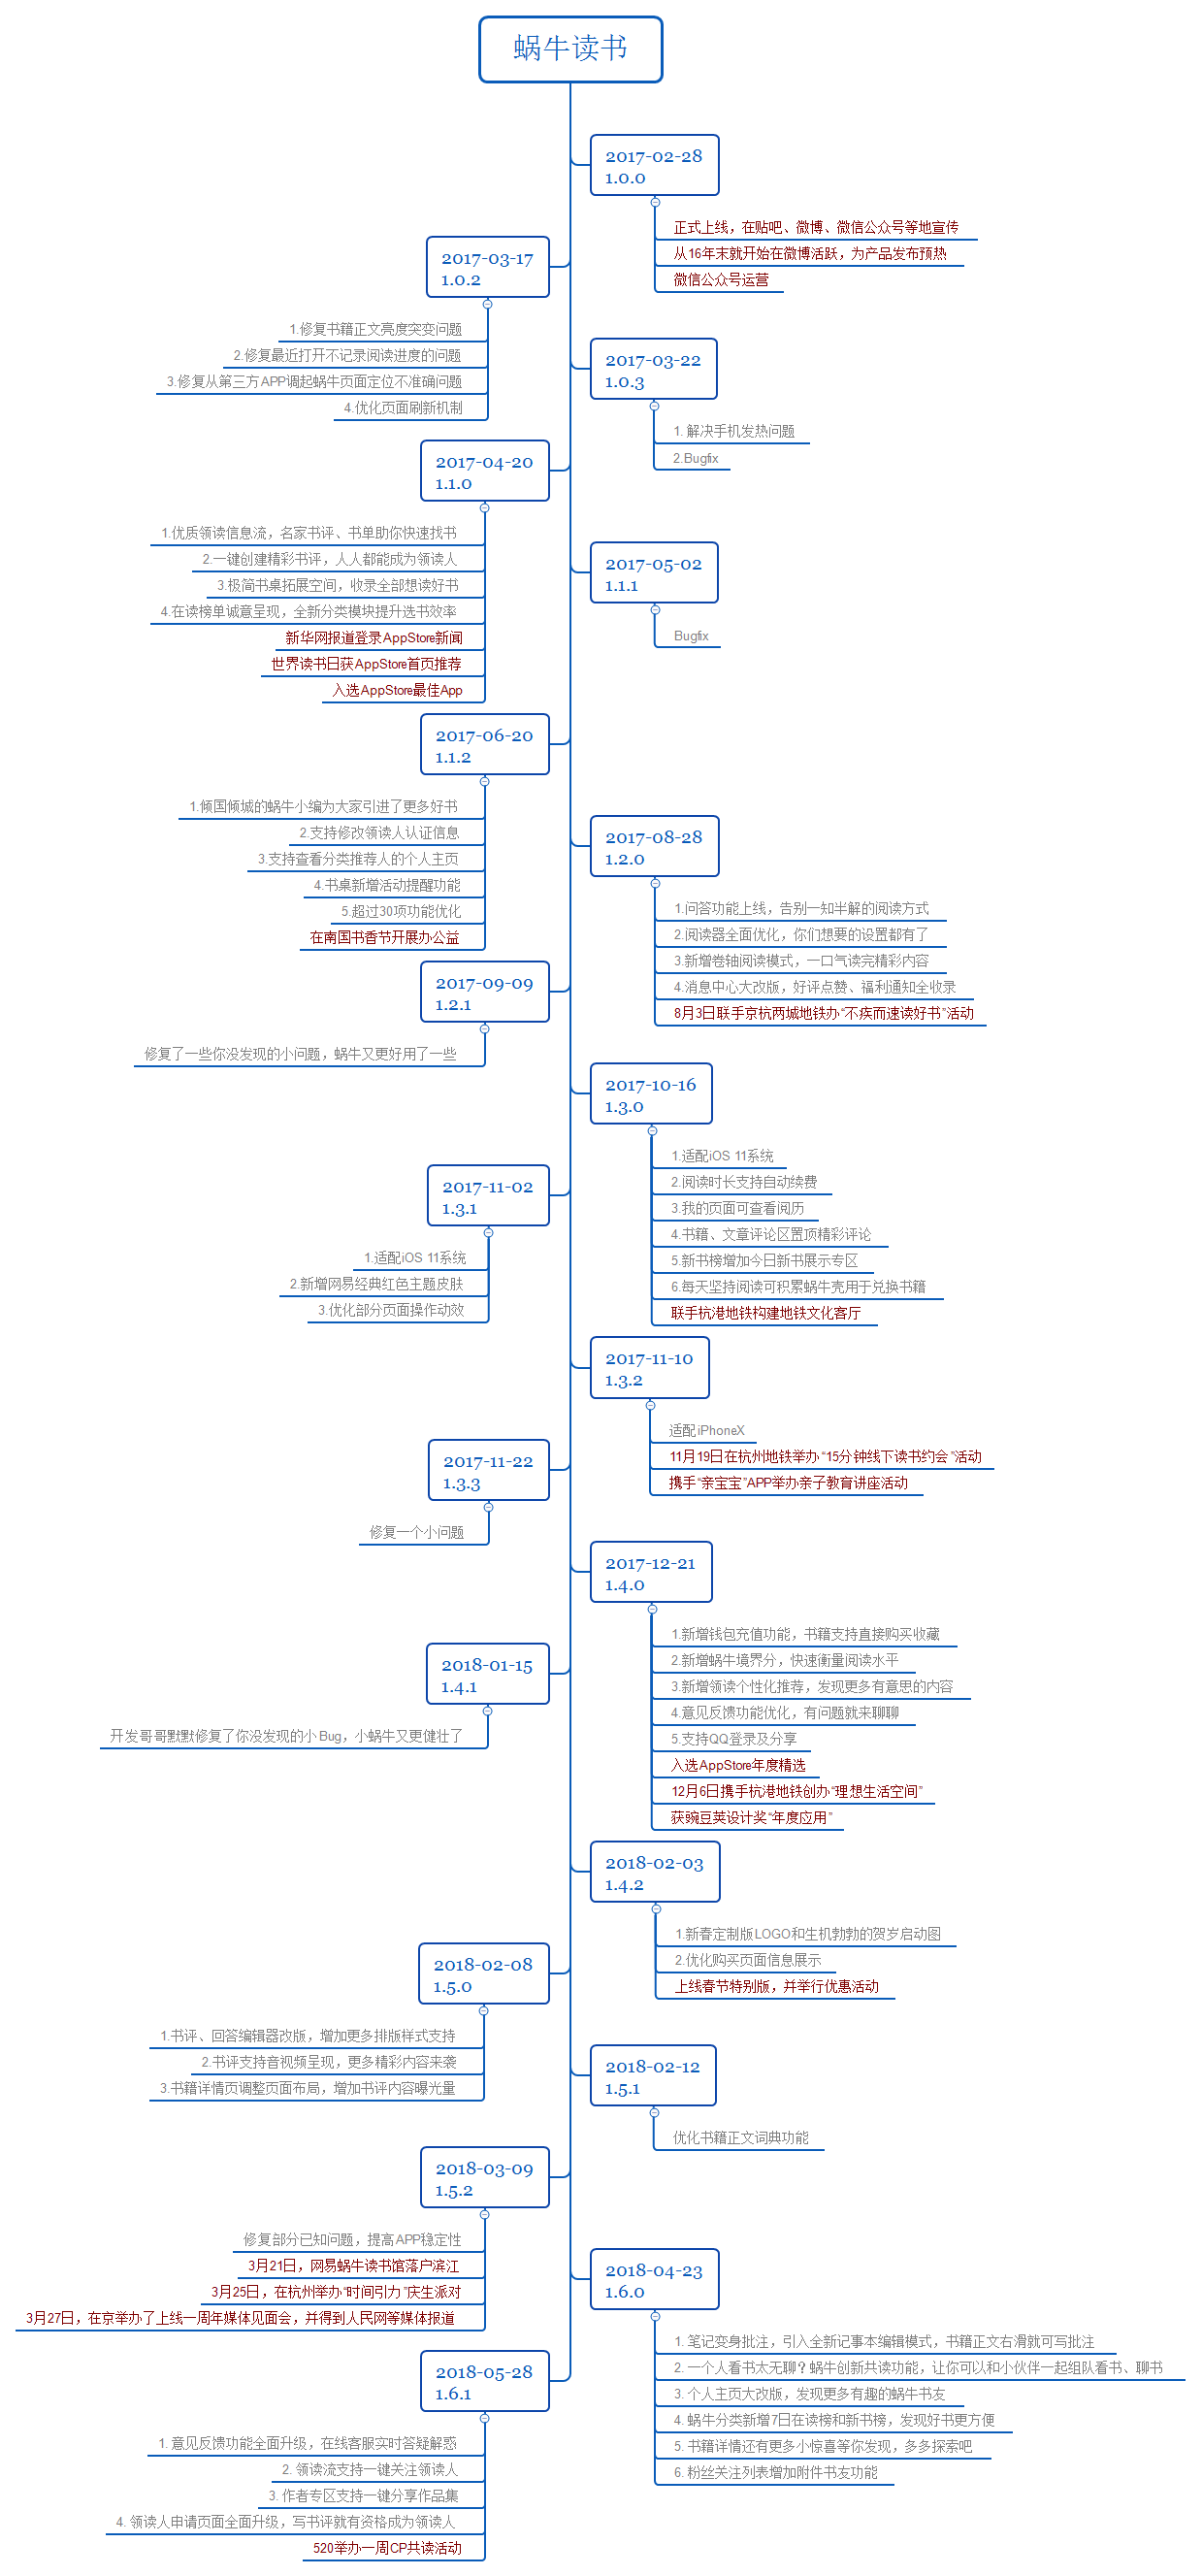 蜗牛读书
2017-02-28
1.0.0
正式上线，在贴吧、微博、微信公众号等地宣传
从16年末就开始在微博活跃，为产品发布预热
微信公众号运营
2017-03-17
1.0.2
1.修复书籍正文亮度突变问题
2.修复最近打开不记录阅读进度的问题
3.修复从第三方APP调起蜗牛页面定位不准确问题
4.优化页面刷新机制
2017-03-22
1.0.3
1. 解决手机发热问题
2.Bugfix
2017-04-20
1.1.0
1.优质领读信息流，名家书评、书单助你快速找书
2.一键创建精彩书评，人人都能成为领读人
3.极简书桌拓展空间，收录全部想读好书
4.在读榜单诚意呈现，全新分类模块提升选书效率
新华网报道登录AppStore新闻
世界读书日获AppStore首页推荐
入选AppStore最佳App
2017-05-02
1.1.1
Bugfix
2017-06-20
1.1.2
1.倾国倾城的蜗牛小编为大家引进了更多好书
2.支持修改领读人认证信息
3.支持查看分类推荐人的个人主页
4.书桌新增活动提醒功能
5.超过30项功能优化
在南国书香节开展办公益
2017-08-28
1.2.0
1.问答功能上线，告别一知半解的阅读方式
2.阅读器全面优化，你们想要的设置都有了
3.新增卷轴阅读模式，一口气读完精彩内容
4.消息中心大改版，好评点赞、福利通知全收录
8月3日联手京杭两城地铁办“不疾而速读好书”活动
2017-09-09
1.2.1
修复了一些你没发现的小问题，蜗牛又更好用了一些
2017-10-16
1.3.0
1.适配iOS 11系统
2.阅读时长支持自动续费
3.我的页面可查看阅历
4.书籍、文章评论区置顶精彩评论
5.新书榜增加今日新书展示专区
6.每天坚持阅读可积累蜗牛壳用于兑换书籍
联手杭港地铁构建地铁文化客厅
2017-11-02
1.3.1
1.适配iOS 11系统
2.新增网易经典红色主题皮肤
3.优化部分页面操作动效
2017-11-10
1.3.2
适配iPhoneX
11月19日在杭州地铁举办“15分钟线下读书约会”活动
携手“亲宝宝”APP举办亲子教育讲座活动
2017-11-22
1.3.3
修复一个小问题
2017-12-21
1.4.0
1.新增钱包充值功能，书籍支持直接购买收藏
2.新增蜗牛境界分，快速衡量阅读水平
3.新增领读个性化推荐，发现更多有意思的内容
4.意见反馈功能优化，有问题就来聊聊
5.支持QQ登录及分享
入选AppStore年度精选
12月6日携手杭港地铁创办“理想生活空间”
获豌豆荚设计奖“年度应用”
2018-01-15
1.4.1
开发哥哥默默修复了你没发现的小Bug，小蜗牛又更健壮了
2018-02-03
1.4.2
1.新春定制版LOGO和生机勃勃的贺岁启动图
2.优化购买页面信息展示
上线春节特别版，并举行优惠活动
2018-02-08
1.5.0
1.书评、回答编辑器改版，增加更多排版样式支持
2.书评支持音视频呈现，更多精彩内容来袭
3.书籍详情页调整页面布局，增加书评内容曝光量
2018-02-12
1.5.1
优化书籍正文词典功能
2018-03-09
1.5.2
修复部分已知问题，提高APP稳定性
3月21日，网易蜗牛读书馆落户滨江
3月25日，在杭州举办“时间引力”庆生派对
3月27日，在京举办了上线一周年媒体见面会，并得到人民网等媒体报道
2018-04-23
1.6.0
1. 笔记变身批注，引入全新记事本编辑模式，书籍正文右滑就可写批注
2. 一个人看书太无聊？蜗牛创新共读功能，让你可以和小伙伴一起组队看书、聊书
3. 个人主页大改版，发现更多有趣的蜗牛书友
4. 蜗牛分类新增7日在读榜和新书榜，发现好书更方便
5. 书籍详情还有更多小惊喜等你发现，多多探索吧
6. 粉丝关注列表增加附件书友功能
2018-05-28
1.6.1
1. 意见反馈功能全面升级，在线客服实时答疑解惑
2. 领读流支持一键关注领读人
3. 作者专区支持一键分享作品集
4. 领读人申请页面全面升级，写书评就有资格成为领读人
520举办一周CP共读活动